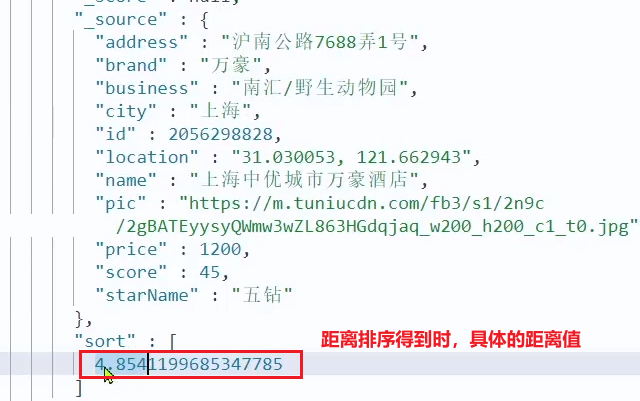 "_score" : null,
"_source" : {
"address" : "沪南公路7688弄1号",
"brand" : "万豪",
"business" : "南汇/野生动物园",
"city" : "上海",
"id" : 2056298828,
"location" : "31.030053, 121.662943",
"name" : "上海中优城市万豪酒店",
"pic" : "https://m.tuniucdn.com/fb3/s1/2n9c
/2gBATEyysyQWmw3wZL863HGdqjaq_w200_h200_c1_t0.jpg"
"price" : 1200,
"score" : 45,
"starName" : "五钻"
},
"sort" : [
距离排序得到时，具体的距离值
4.8541199685347785
]